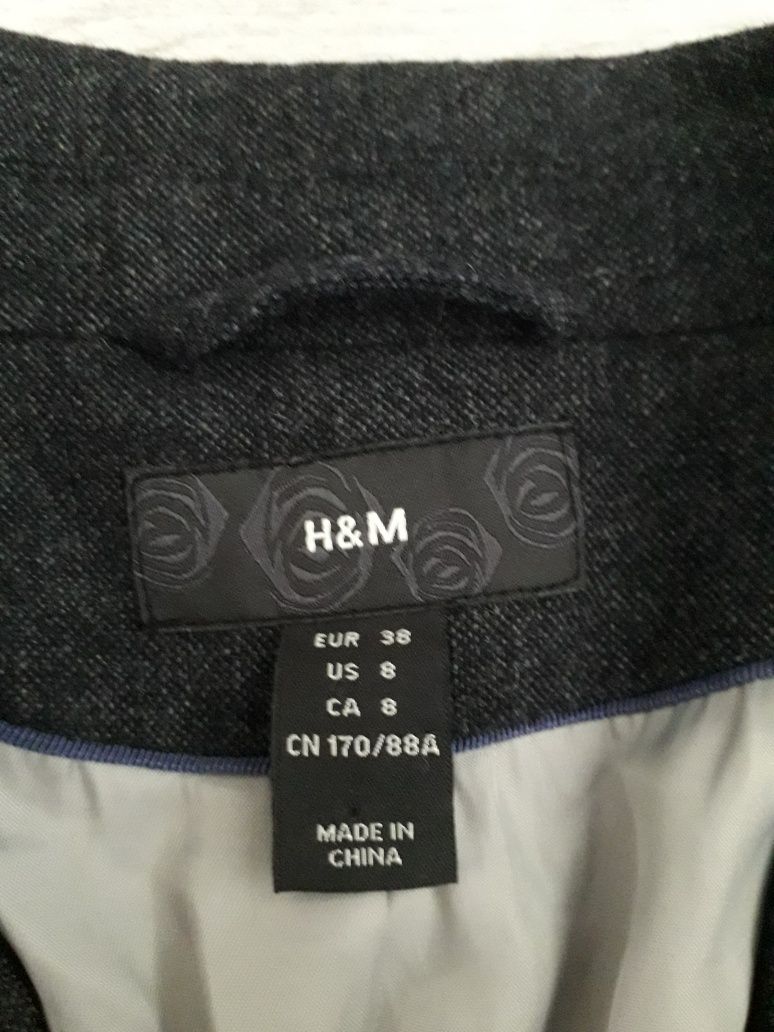 H&M
EUR 38
US 8
CA 8
CN 170/88A
MADE IN
CHINA